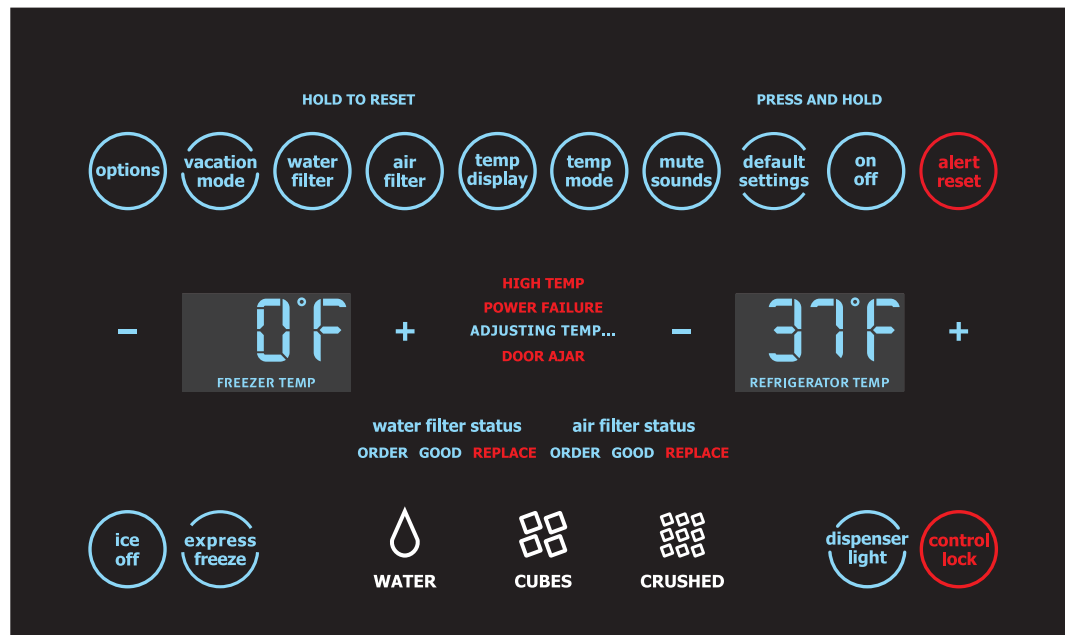 HOLD TO RESET
PRESS AND HOLD
options
vacation
mode
water
filter
air
filter
temp
display
temp
mode
mute
sounds
default
settings
on
off
alert
reset
HIGH TEMP
POWER FAILURE
ADJUSTING TEMP...
DOOR AJAR
-
0°F
FREEZER TEMP
+
-
37°F
REFRIGERATOR TEMP
+
water filter status
ORDER GOOD REPLACE
air filter status
ORDER GOOD REPLACE
ice
off
express
freeze
WATER
CUBES
CRUSHED
dispenser
light
control
lock